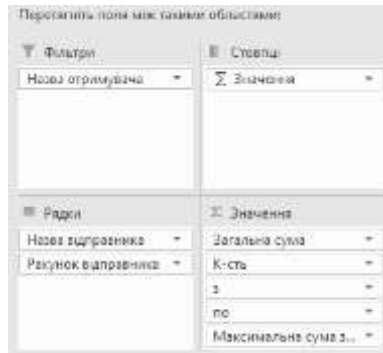 Перетягніть поля між такими областями:
Фільтри
Стовпці
Назва отримувача
Σ Значення
Рядки
Σ Значення
Назва відправника
Загальна сума
Рахунок відправника
К-сть
з
по
Максимальна сума з...